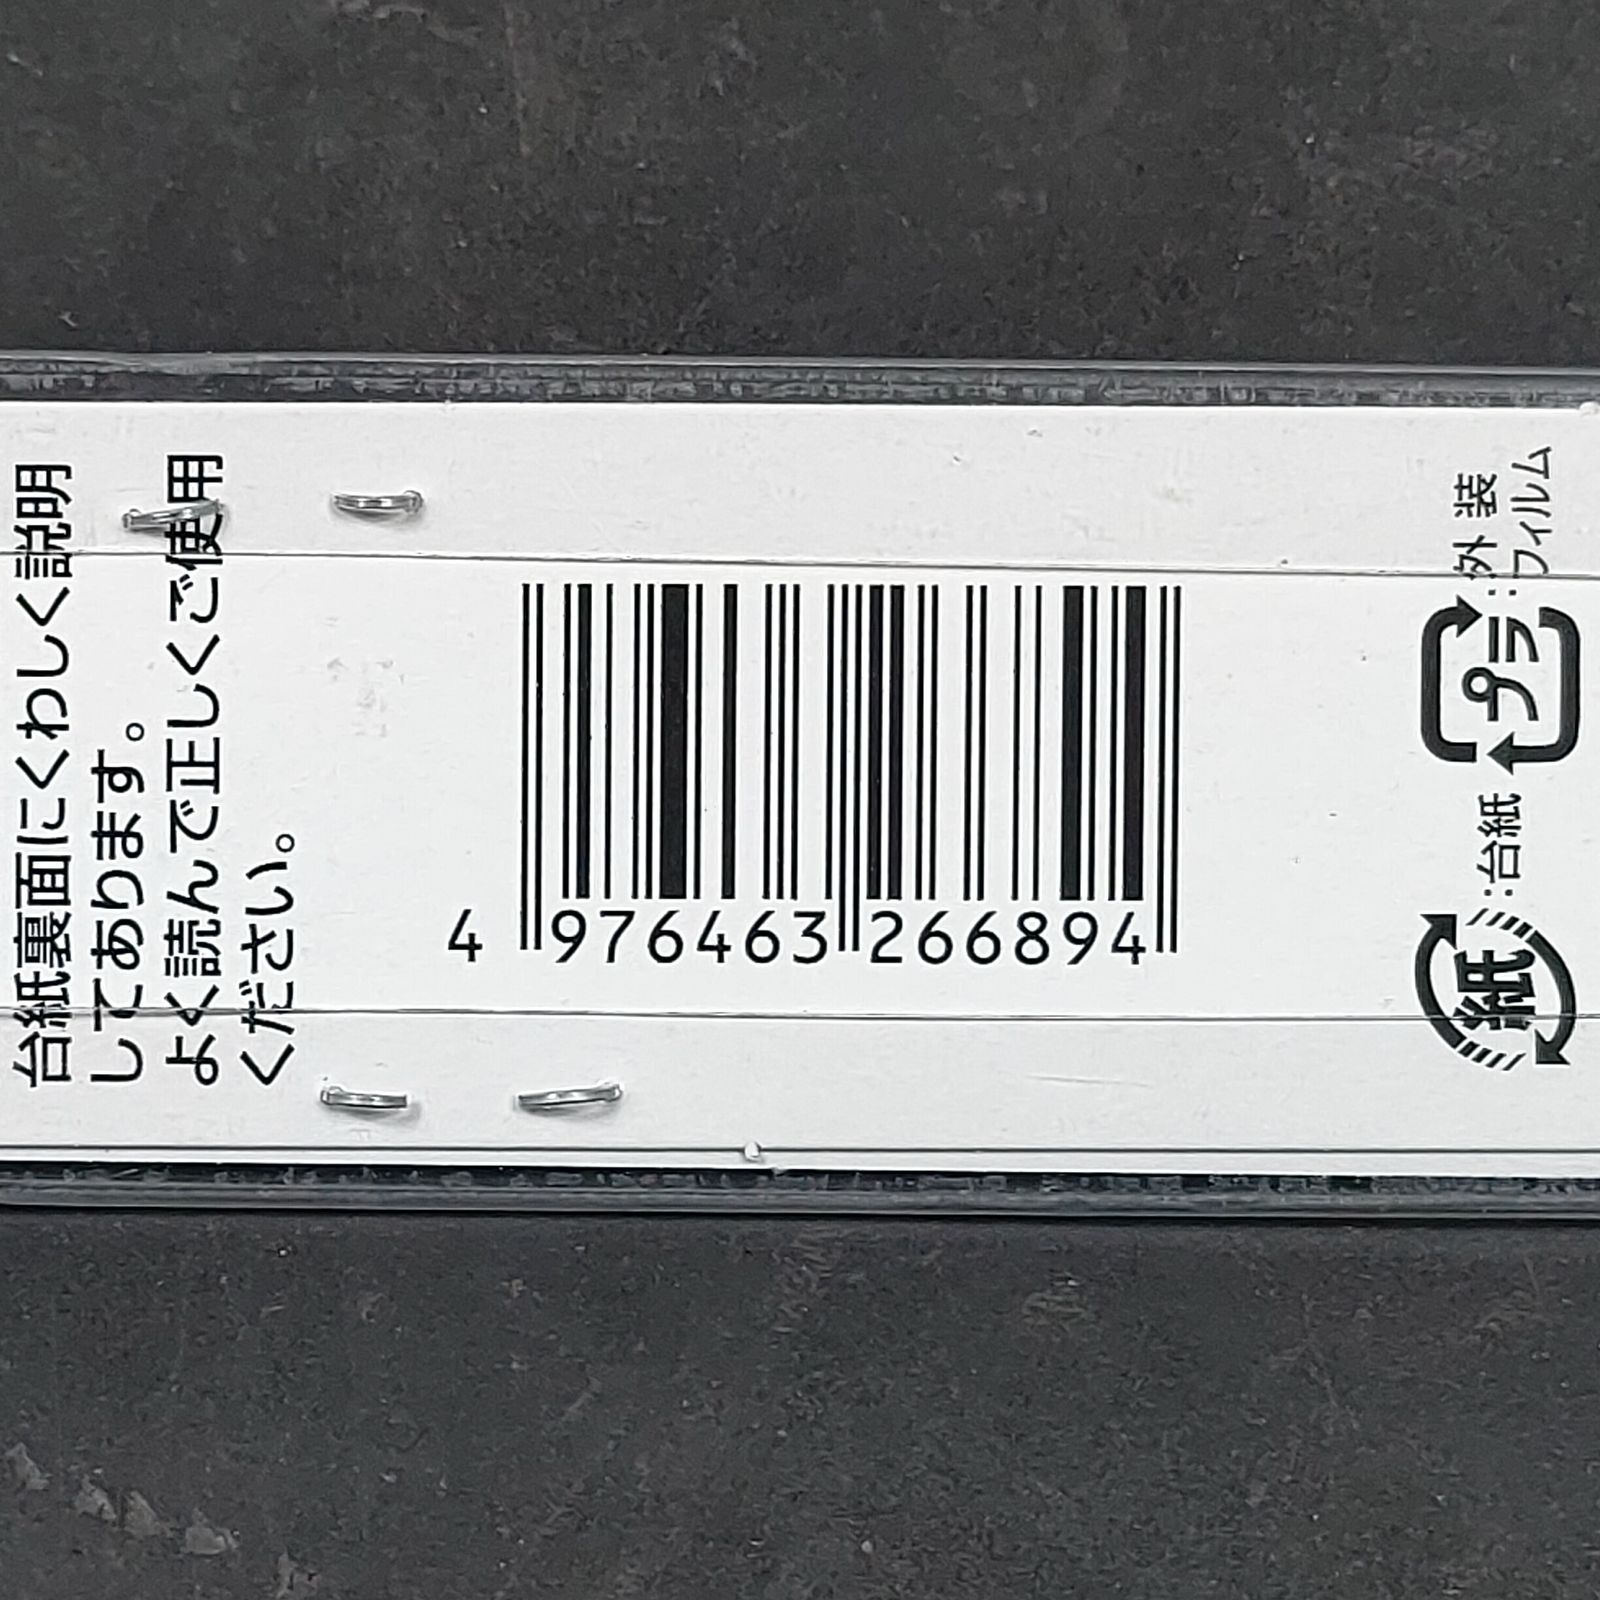 台紙裏面にくわしく説明
してあります。
よく読んで正しくご使用
ください。
4 976463 266894
プラ:外装
:フィルム
紙:台紙